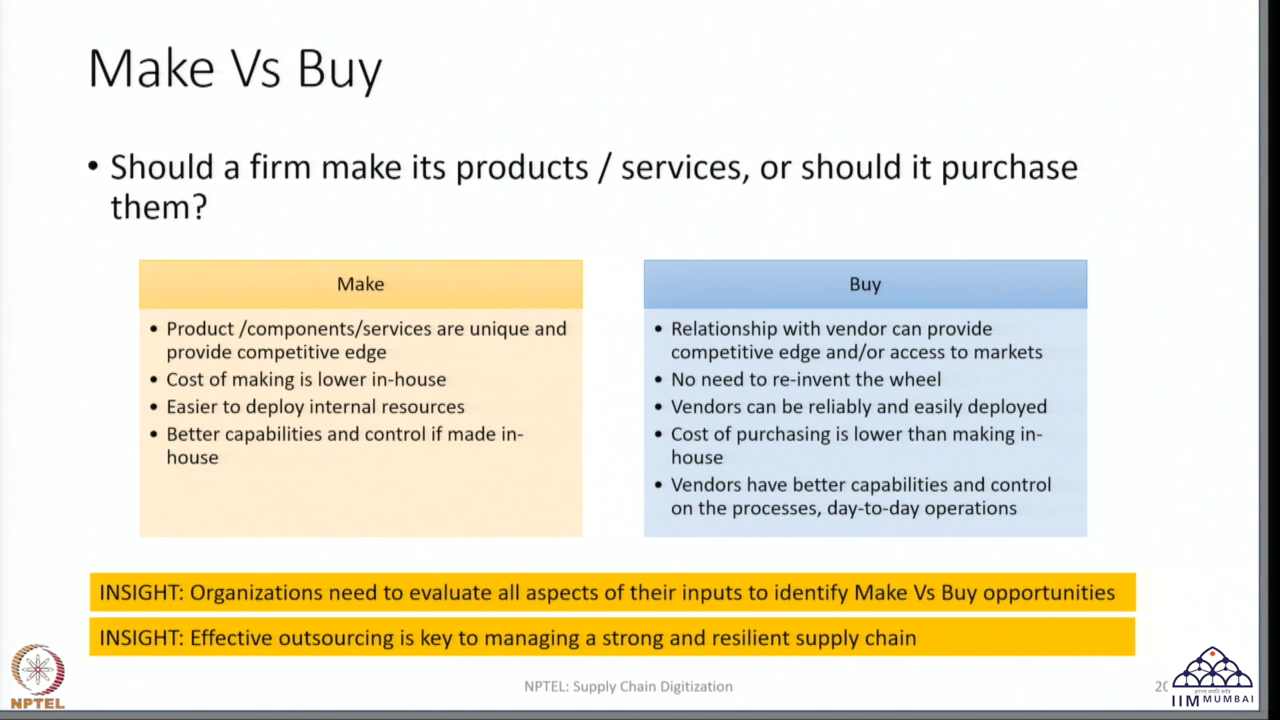 Make Vs Buy
• Should a firm make its products / services, or should it purchase
them?
Make
• Product /components/services are unique and
provide competitive edge
• Cost of making is lower in-house
• Easier to deploy internal resources
• Better capabilities and control if made in-
house
Buy
• Relationship with vendor can provide
competitive edge and/or access to markets
• No need to re-invent the wheel
• Vendors can be reliably and easily deployed
• Cost of purchasing is lower than making in-
house
• Vendors have better capabilities and control
on the processes, day-to-day operations
INSIGHT: Organizations need to evaluate all aspects of their inputs to identify Make Vs Buy opportunities
INSIGHT: Effective outsourcing is key to managing a strong and resilient supply chain
NPTEL
NPTEL: Supply Chain Digitization
20
IIM MUMBAI